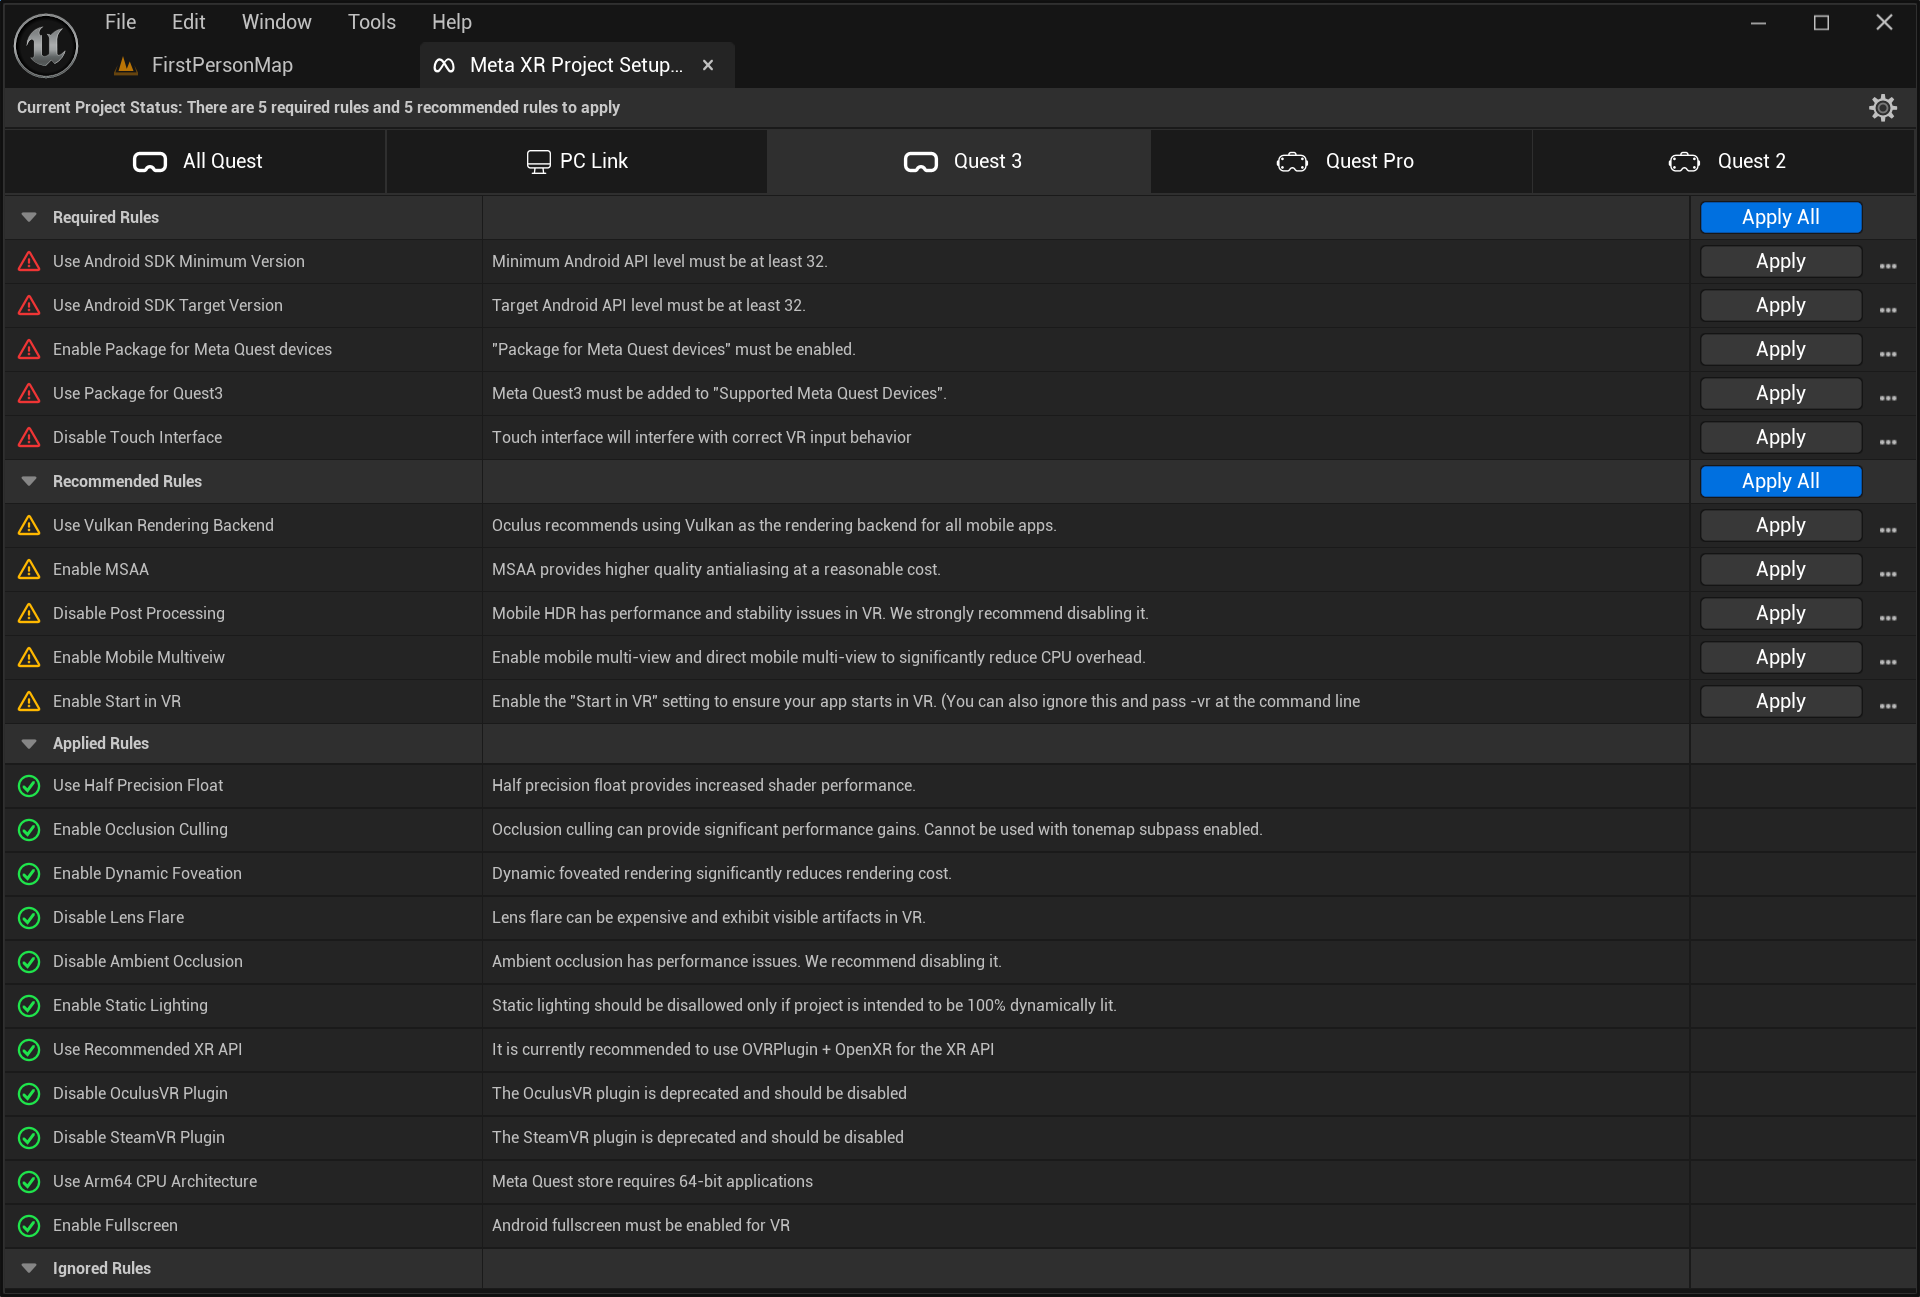 File Edit Window Tools Help
FirstPersonMap Meta XR Project Setup...
Current Project Status: There are 5 required rules and 5 recommended rules to apply
All Quest PC Link Quest 3 Quest Pro Quest 2
Required Rules Apply All
Use Android SDK Minimum Version Minimum Android API level must be at least 32. Apply ...
Use Android SDK Target Version Target Android API level must be at least 32. Apply ...
Enable Package for Meta Quest devices "Package for Meta Quest devices" must be enabled. Apply ...
Use Package for Quest3 Meta Quest3 must be added to "Supported Meta Quest Devices". Apply ...
Disable Touch Interface Touch interface will interfere with correct VR input behavior Apply ...
Recommended Rules Apply All
Use Vulkan Rendering Backend Oculus recommends using Vulkan as the rendering backend for all mobile apps. Apply ...
Enable MSAA MSAA provides higher quality antialiasing at a reasonable cost. Apply ...
Disable Post Processing Mobile HDR has performance and stability issues in VR. We strongly recommend disabling it. Apply ...
Enable Mobile Multiveiw Enable mobile multi-view and direct mobile multi-view to significantly reduce CPU overhead. Apply ...
Enable Start in VR Enable the "Start in VR" setting to ensure your app starts in VR. (You can also ignore this and pass -vr at the command line Apply ...
Applied Rules
Use Half Precision Float Half precision float provides increased shader performance.
Enable Occlusion Culling Occlusion culling can provide significant performance gains. Cannot be used with tonemap subpass enabled.
Enable Dynamic Foveation Dynamic foveated rendering significantly reduces rendering cost.
Disable Lens Flare Lens flare can be expensive and exhibit visible artifacts in VR.
Disable Ambient Occlusion Ambient occlusion has performance issues. We recommend disabling it.
Enable Static Lighting Static lighting should be disallowed only if project is intended to be 100% dynamically lit.
Use Recommended XR API It is currently recommended to use OVRPlugin + OpenXR for the XR API
Disable OculusVR Plugin The OculusVR plugin is deprecated and should be disabled
Disable SteamVR Plugin The SteamVR plugin is deprecated and should be disabled
Use Arm64 CPU Architecture Meta Quest store requires 64-bit applications
Enable Fullscreen Android fullscreen must be enabled for VR
Ignored Rules